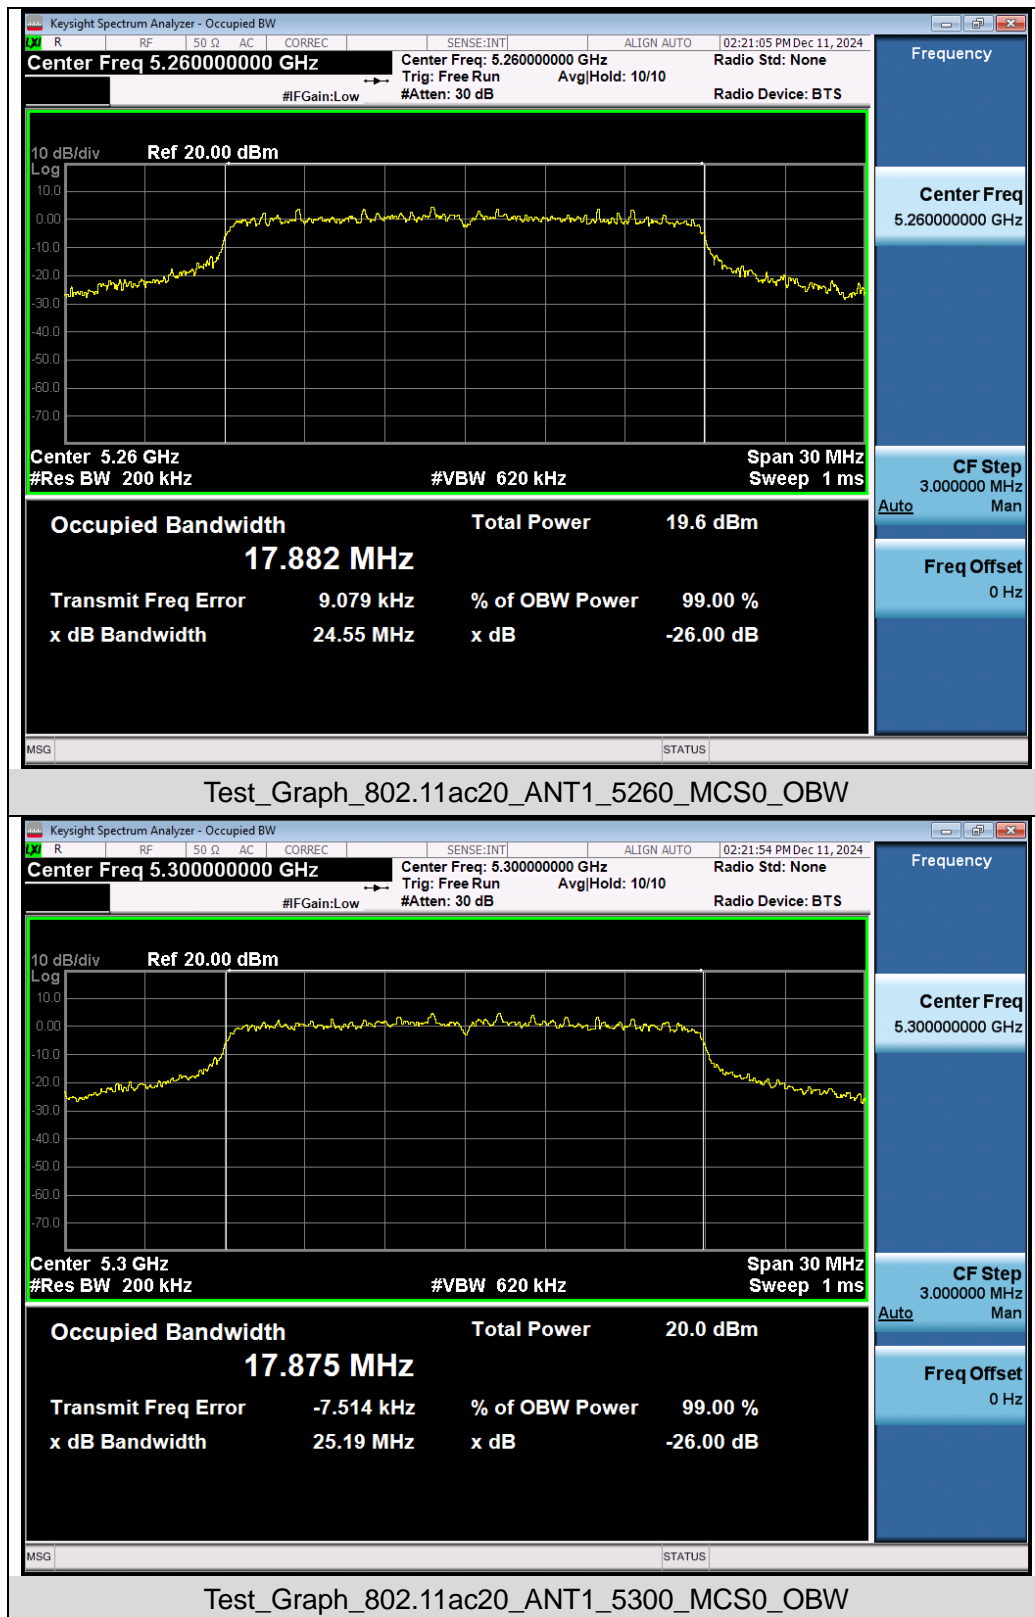 Keysight Spectrum Analyzer - Occupied BW
LXI R RF 50 Ω AC CORREC SENSE:INT ALIGN AUTO 02:21:05 PM Dec 11, 2024
Center Freq 5.260000000 GHz
Center Freq: 5.260000000 GHz Radio Std: None
Trig: Free Run Avg|Hold: 10/10
#IFGain:Low #Atten: 30 dB Radio Device: BTS
10 dB/div Ref 20.00 dBm
Log
10.0
0.00
-10.0
-20.0
-30.0
-40.0
-50.0
-60.0
-70.0
Center 5.26 GHz Span 30 MHz
#Res BW 200 kHz #VBW 620 kHz Sweep 1 ms
Occupied Bandwidth Total Power 19.6 dBm
17.882 MHz
Transmit Freq Error 9.079 kHz % of OBW Power 99.00 %
x dB Bandwidth 24.55 MHz x dB -26.00 dB
MSG STATUS
Frequency
Center Freq
5.260000000 GHz
CF Step
3.000000 MHz
Auto Man
Freq Offset
0 Hz
Test_Graph_802.11ac20_ANT1_5260_MCS0_OBW
Keysight Spectrum Analyzer - Occupied BW
LXI R RF 50 Ω AC CORREC SENSE:INT ALIGN AUTO 02:21:54 PM Dec 11, 2024
Center Freq 5.300000000 GHz
Center Freq: 5.300000000 GHz Radio Std: None
Trig: Free Run Avg|Hold: 10/10
#IFGain:Low #Atten: 30 dB Radio Device: BTS
10 dB/div Ref 20.00 dBm
Log
10.0
0.00
-10.0
-20.0
-30.0
-40.0
-50.0
-60.0
-70.0
Center 5.3 GHz Span 30 MHz
#Res BW 200 kHz #VBW 620 kHz Sweep 1 ms
Occupied Bandwidth Total Power 20.0 dBm
17.875 MHz
Transmit Freq Error -7.514 kHz % of OBW Power 99.00 %
x dB Bandwidth 25.19 MHz x dB -26.00 dB
MSG STATUS
Frequency
Center Freq
5.300000000 GHz
CF Step
3.000000 MHz
Auto Man
Freq Offset
0 Hz
Test_Graph_802.11ac20_ANT1_5300_MCS0_OBW